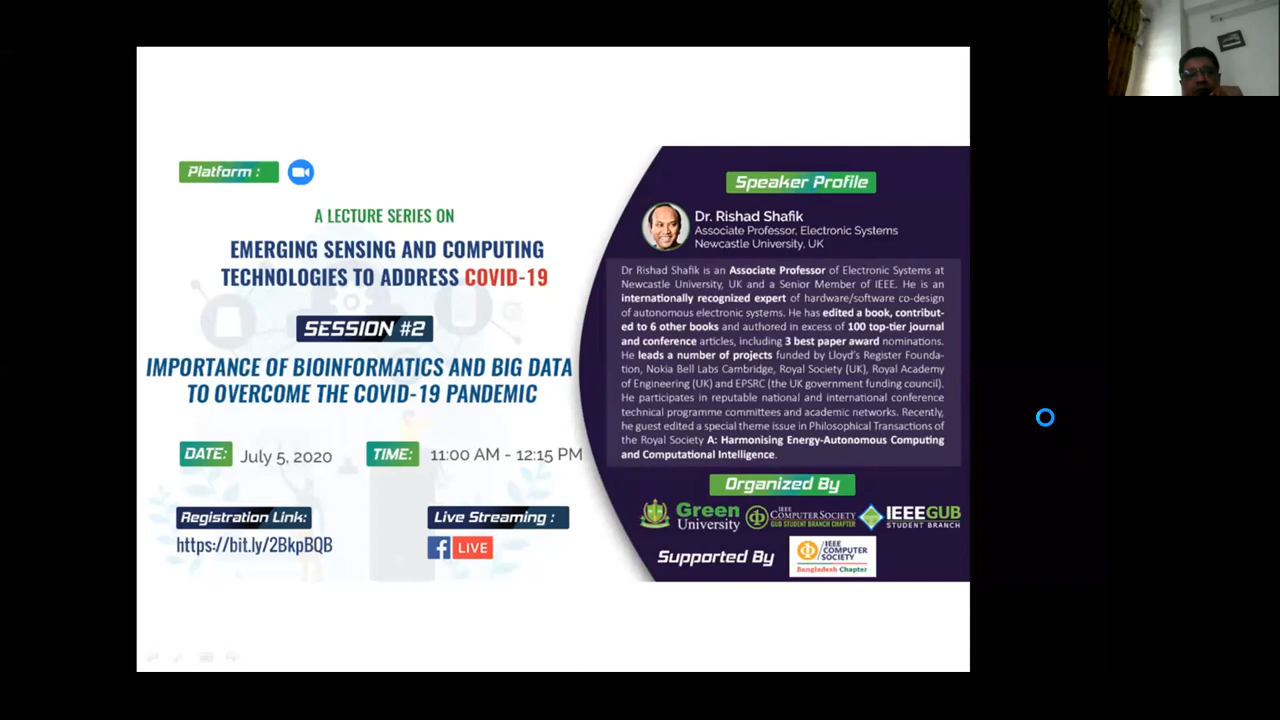 Platform :
A LECTURE SERIES ON
EMERGING SENSING AND COMPUTING
TECHNOLOGIES TO ADDRESS COVID-19
SESSION #2
IMPORTANCE OF BIOINFORMATICS AND BIG DATA
TO OVERCOME THE COVID-19 PANDEMIC
DATE: July 5, 2020 TIME: 11:00 AM - 12:15 PM
Registration Link: Live Streaming :
https://bit.ly/2BkpBQB LIVE
Speaker Profile
Dr. Rishad Shafik
Associate Professor, Electronic Systems
Newcastle University, UK
Dr Rishad Shafik is an Associate Professor of Electronic Systems at
Newcastle University, UK and a Senior Member of IEEE. He is an
internationally recognized expert of hardware/software co-design
of autonomous electronic systems. He has edited a book, contribut-
ed to 6 other books and authored in excess of 100 top-tier journal
and conference articles, including 3 best paper award nominations.
He leads a number of projects funded by Lloyd's Register Founda-
tion, Nokia Bell Labs Cambridge, Royal Society (UK), Royal Academy
of Engineering (UK) and EPSRC (the UK government funding council).
He participates in reputable national and international conference
technical programme committees and academic networks. Recently,
he guest edited a special theme issue in Philosophical Transactions of
the Royal Society A: Harmonising Energy-Autonomous Computing
and Computational Intelligence.
Organized By
Green
University
IEEE
COMPUTER SOCIETY
GUB STUDENT BRANCH CHAPTER
IEEE GUB
STUDENT BRANCH
Supported By
IEEE
COMPUTER
SOCIETY
Bangladesh Chapter